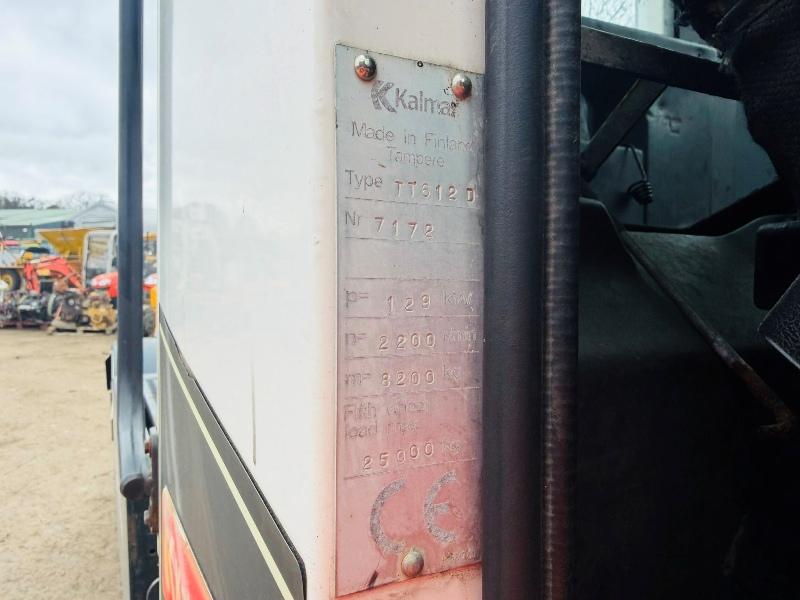 Kalmar
Made in Finland
Tampere
Type TT612 D
Nr 7172
p= 129 kW
n= 2200 r/min
m= 8200 kg
Fifth wheel
load max
25000 kg
CE